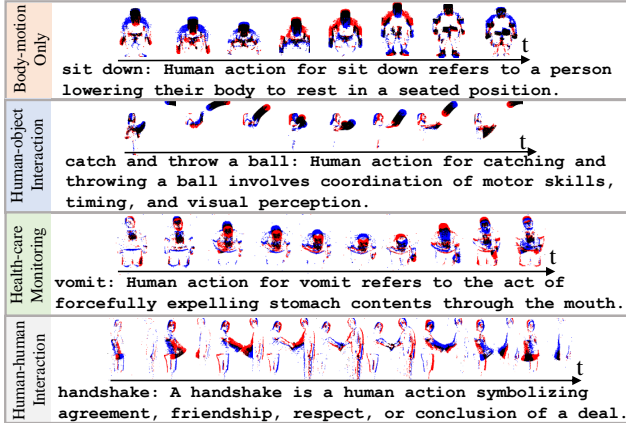 Body-motion
Only
t
sit down: Human action for sit down refers to a person
lowering their body to rest in a seated position.
Human-object
Interaction
t
catch and throw a ball: Human action for catching and
throwing a ball involves coordination of motor skills,
timing, and visual perception.
Health-care
Monitoring
t
vomit: Human action for vomit refers to the act of
forcefully expelling stomach contents through the mouth.
Human-human
Interaction
t
handshake: A handshake is a human action symbolizing
agreement, friendship, respect, or conclusion of a deal.